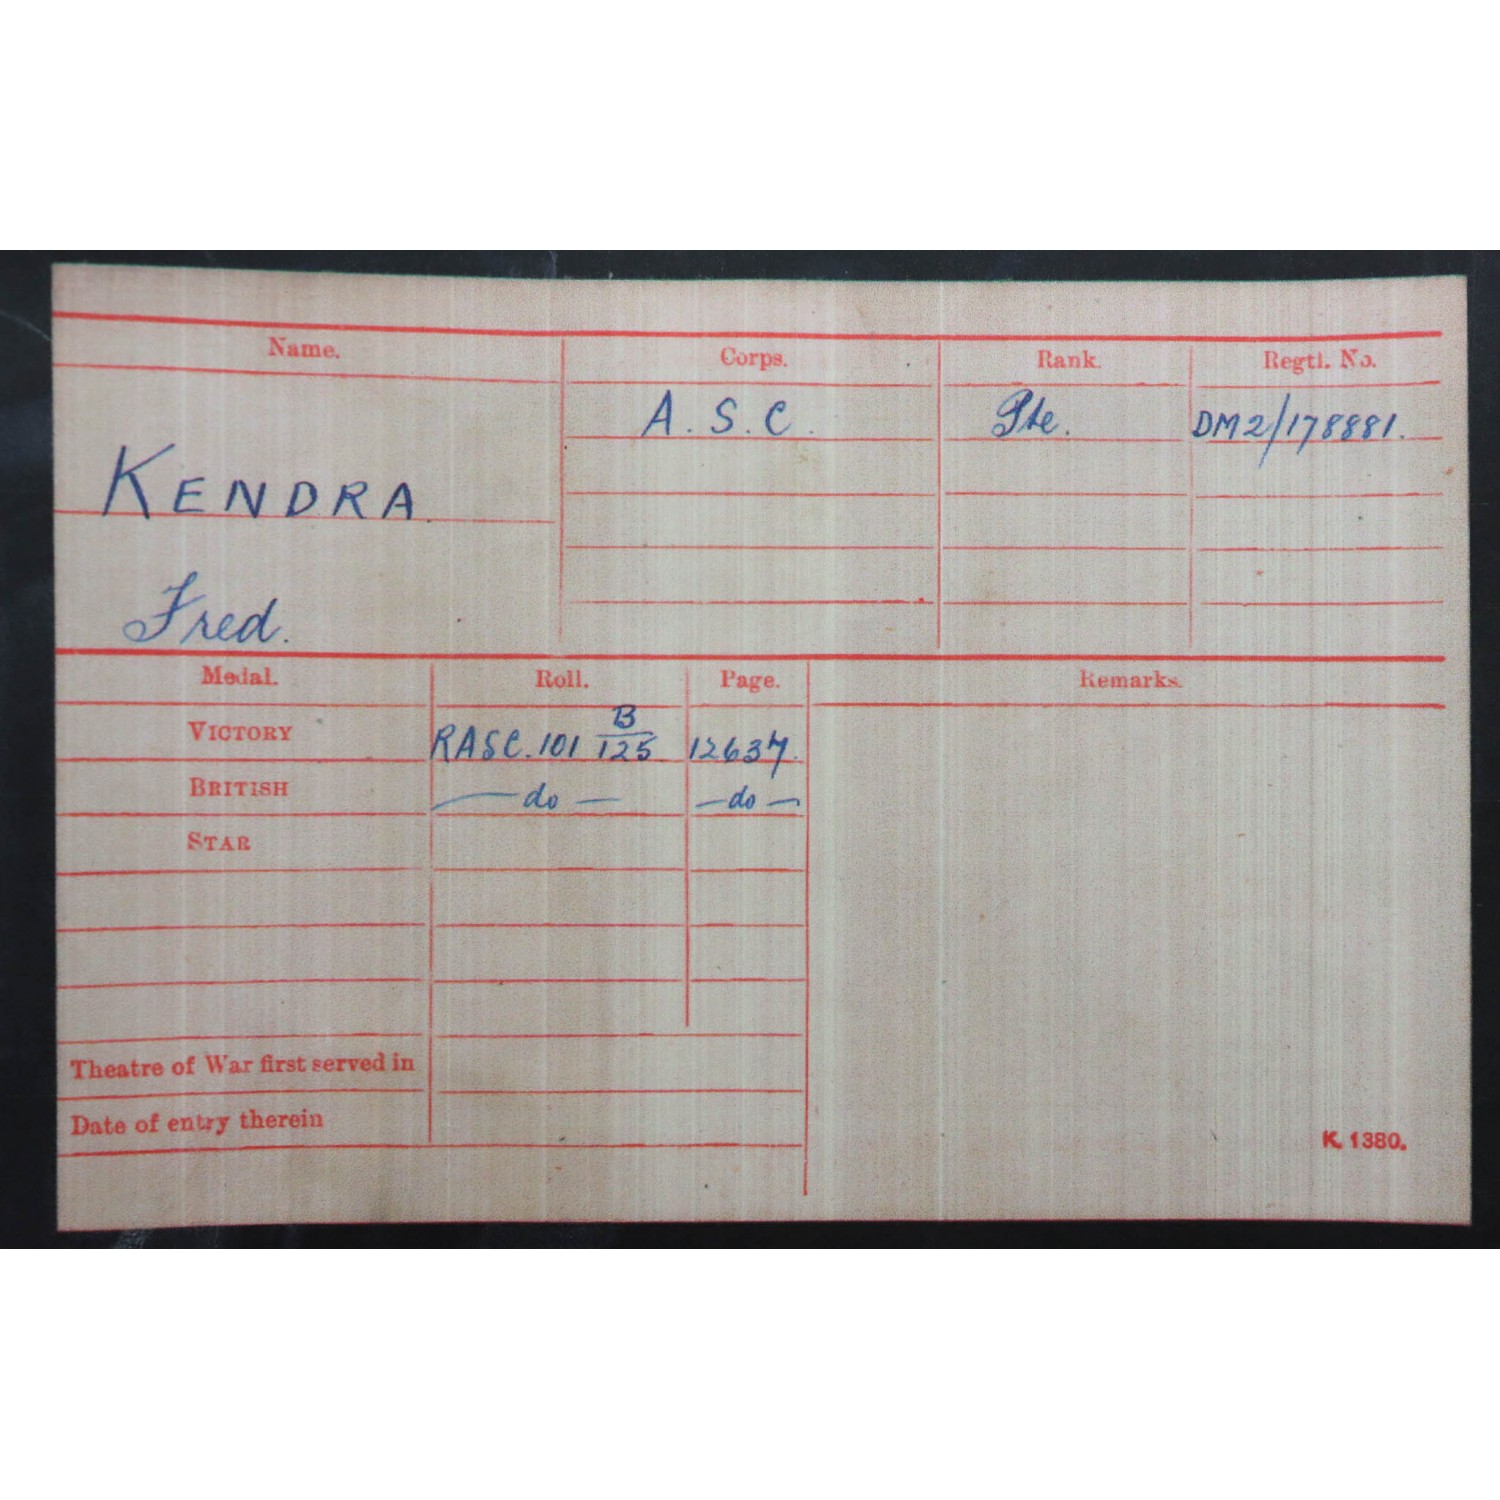 Name. Corps. Rank. Regtl. No.
A. S. C. Pte. DM2/178881.
KENDRA
Fred.
Medal. Roll. Page. Remarks.
VICTORY RASC. 101 B/125 12637.
BRITISH — do — — do —
STAR
Theatre of War first served in
Date of entry therein
K. 1380.